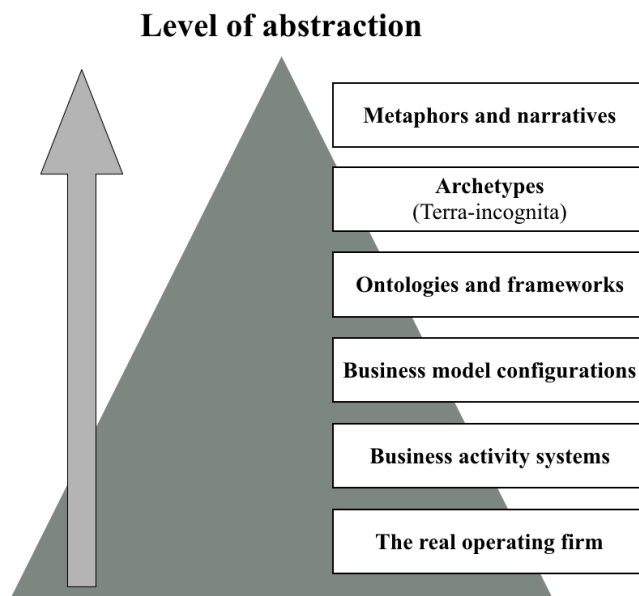 Level of abstraction
Metaphors and narratives
Archetypes
(Terra-incognita)
Ontologies and frameworks
Business model configurations
Business activity systems
The real operating firm